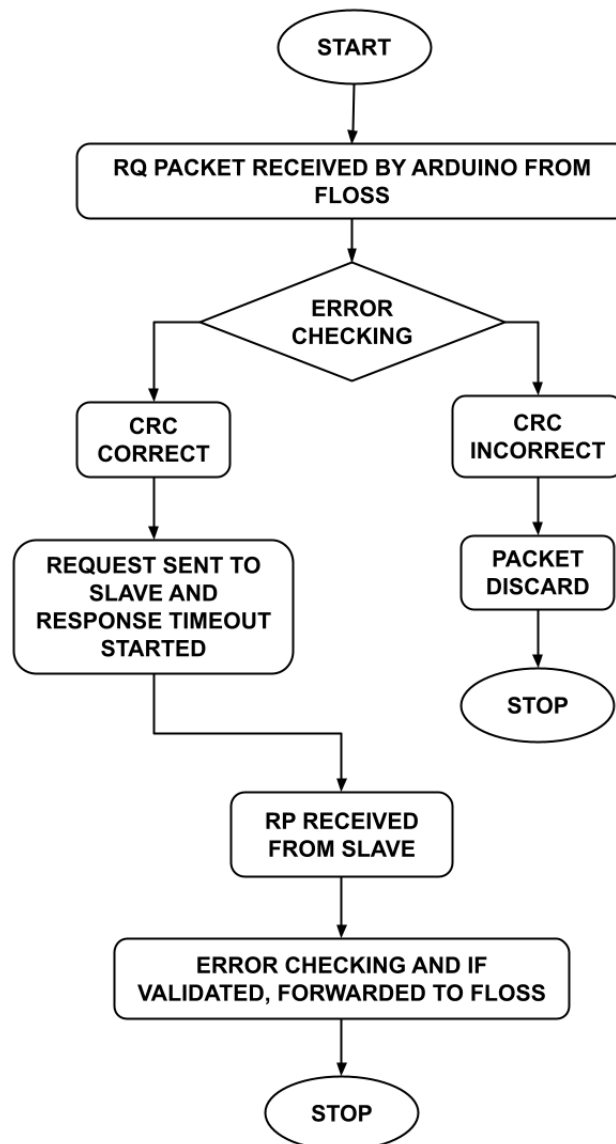 START
RQ PACKET RECEIVED BY ARDUINO FROM
FLOSS
ERROR
CHECKING
CRC
CORRECT
CRC
INCORRECT
REQUEST SENT TO
SLAVE AND
RESPONSE TIMEOUT
STARTED
PACKET
DISCARD
STOP
RP RECEIVED
FROM SLAVE
ERROR CHECKING AND IF
VALIDATED, FORWARDED TO FLOSS
STOP